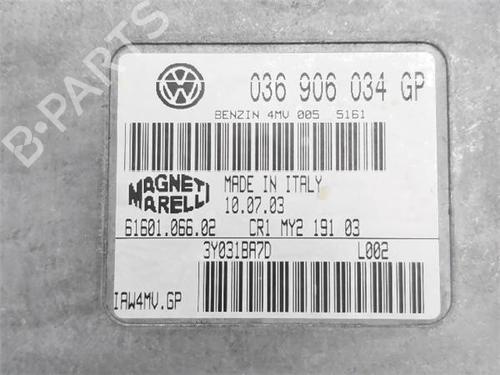 036 906 034 GP
BENZIN 4MV 005 5161
MAGNETI MARELLI
MADE IN ITALY
10.07.03
61601.066.02 CR1 MY2 191 03
3Y031BA7D L002
IAW4MV.GP
B-PARTS